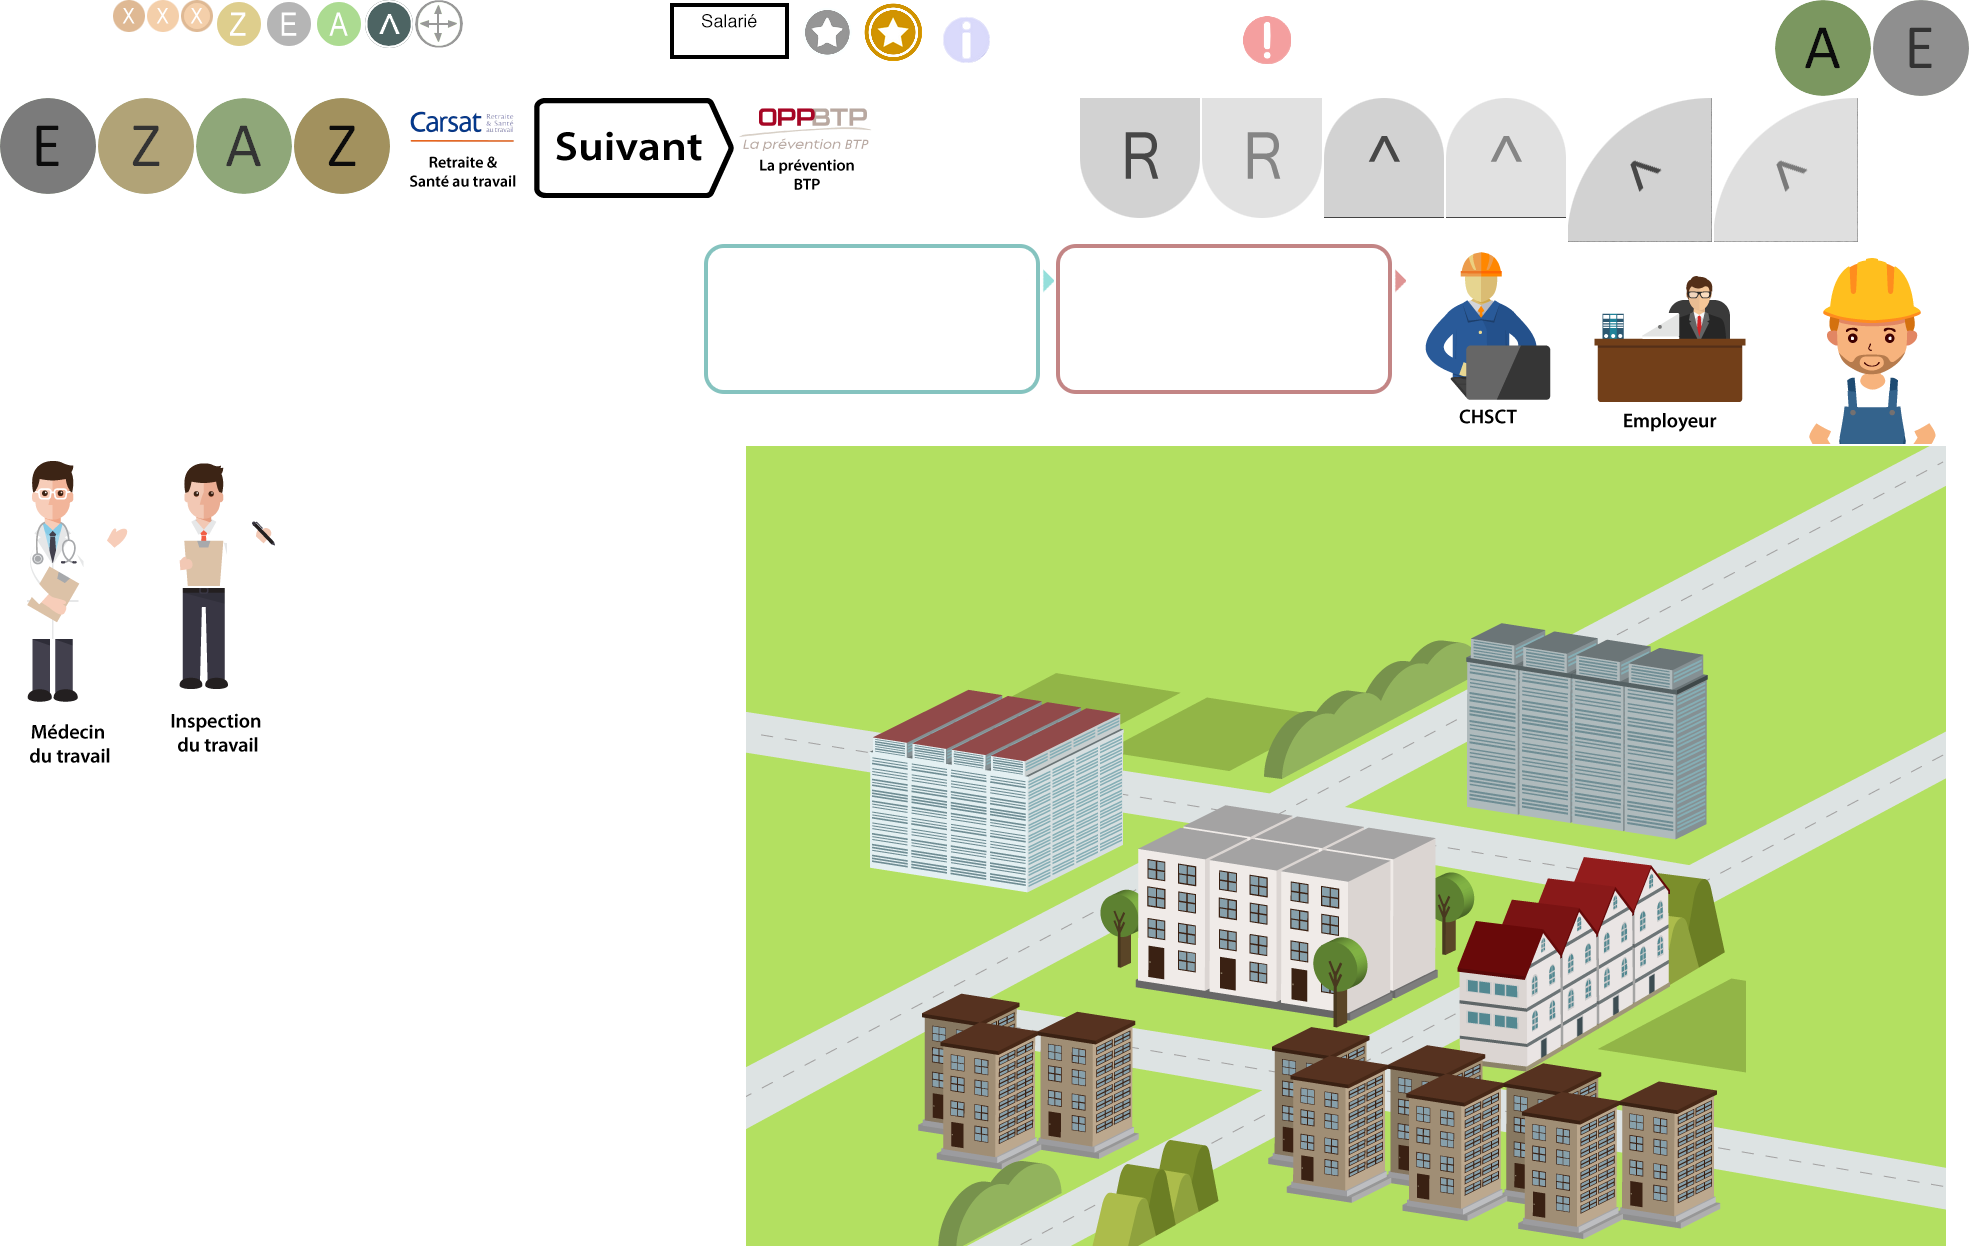 X X X Z E A Λ
Salarié
i
!
A E
E Z A Z
Carsat Retraite
& Santé
au travail
Retraite &
Santé au travail
Suivant
OPPBTP
La prévention BTP
La prévention
BTP
R R ^ ^ < <
CHSCT
Employeur
Médecin
du travail
Inspection
du travail